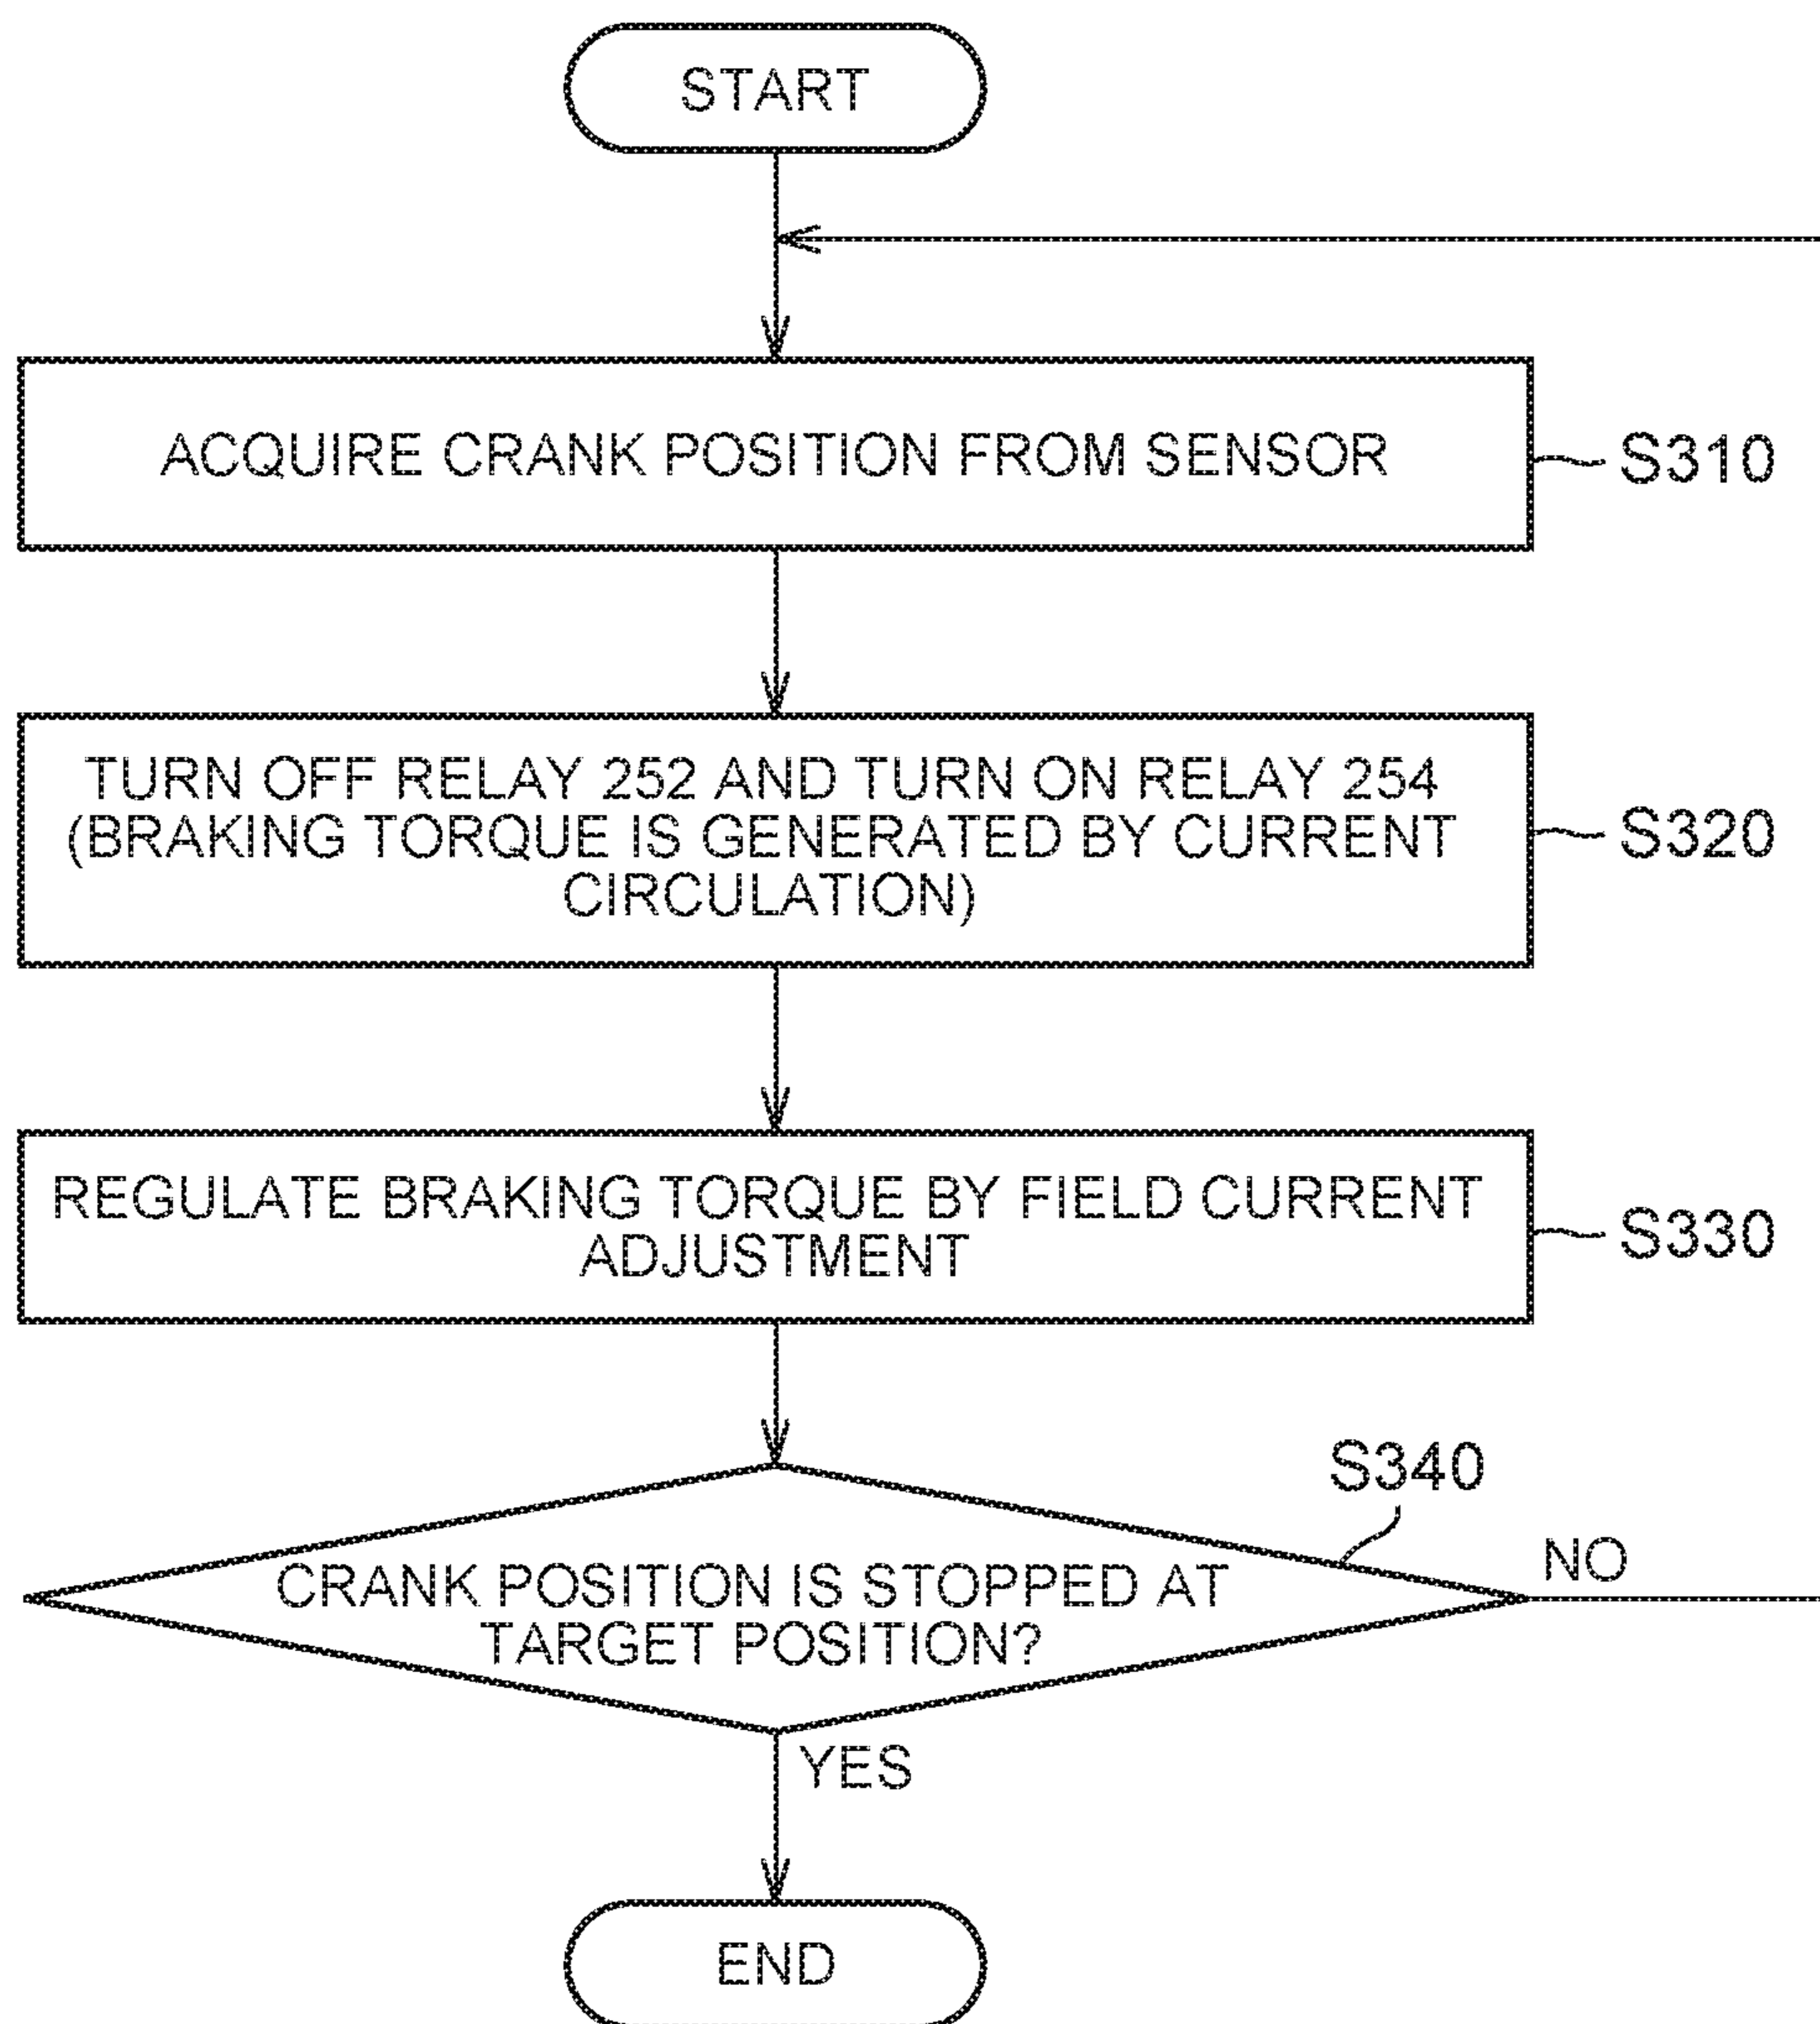 START
ACQUIRE CRANK POSITION FROM SENSOR
S310
TURN OFF RELAY 252 AND TURN ON RELAY 254
(BRAKING TORQUE IS GENERATED BY CURRENT
CIRCULATION)
S320
REGULATE BRAKING TORQUE BY FIELD CURRENT
ADJUSTMENT
S330
S340
CRANK POSITION IS STOPPED AT
TARGET POSITION?
NO
YES
END